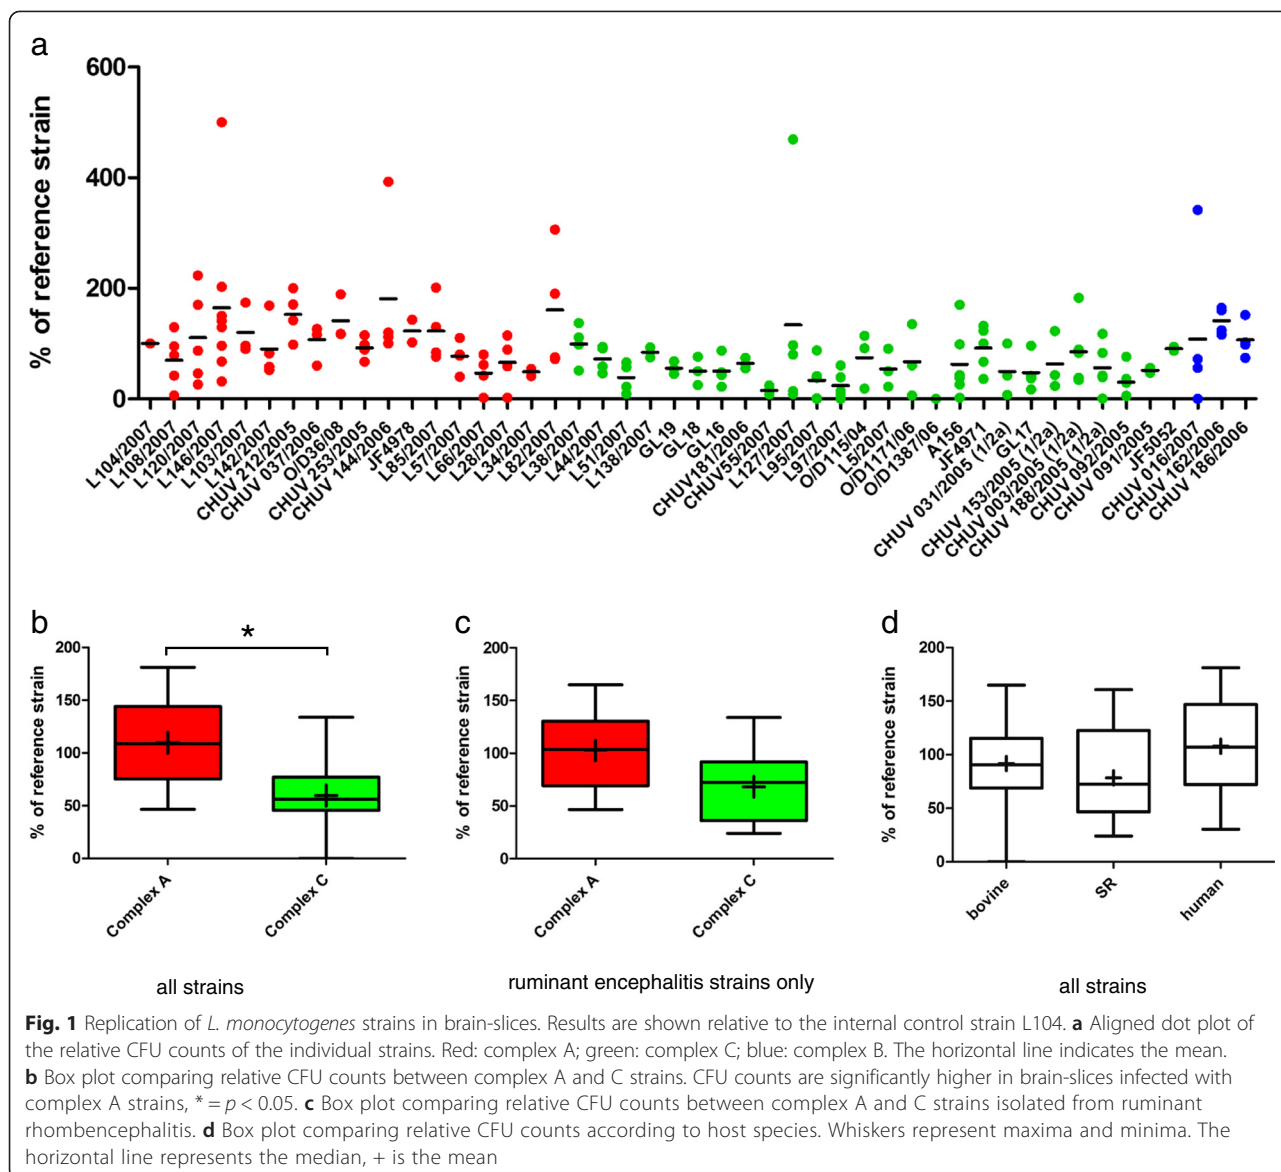 a
600
400
200
0
% of reference strain
L104/2007
L108/2007
L120/2007
L146/2007
L103/2007
L142/2007
CHUV 212/2005
CHUV 037/2006
O/D36/08
CHUV 253/2005
CHUV 144/2006
JF4978
L85/2007
L57/2007
L66/2007
L28/2007
L34/2007
L82/2007
L38/2007
L44/2007
L51/2007
L138/2007
GL19
GL18
GL16
CHUV181/2006
CHUV55/2007
L127/2007
L95/2007
L97/2007
O/D115/04
L5/2007
O/D1171/06
O/D1387/06
A156
JF4971
CHUV 031/2005 (1/2a)
GL17
CHUV 153/2005 (1/2a)
CHUV 003/2005 (1/2a)
CHUV 188/2005 (1/2a)
CHUV 092/2005
CHUV 091/2005
JF5052
CHUV 016/2007
CHUV 162/2006
CHUV 186/2006
b
200
150
100
50
0
% of reference strain
*
Complex A
Complex C
all strains
c
200
150
100
50
0
% of reference strain
Complex A
Complex C
ruminant encephalitis strains only
d
200
150
100
50
0
% of reference strain
bovine
SR
human
all strains
Fig. 1 Replication of L. monocytogenes strains in brain-slices. Results are shown relative to the internal control strain L104. a Aligned dot plot of
the relative CFU counts of the individual strains. Red: complex A; green: complex C; blue: complex B. The horizontal line indicates the mean.
b Box plot comparing relative CFU counts between complex A and C strains. CFU counts are significantly higher in brain-slices infected with
complex A strains, * = p < 0.05. c Box plot comparing relative CFU counts between complex A and C strains isolated from ruminant
rhombencephalitis. d Box plot comparing relative CFU counts according to host species. Whiskers represent maxima and minima. The
horizontal line represents the median, + is the mean